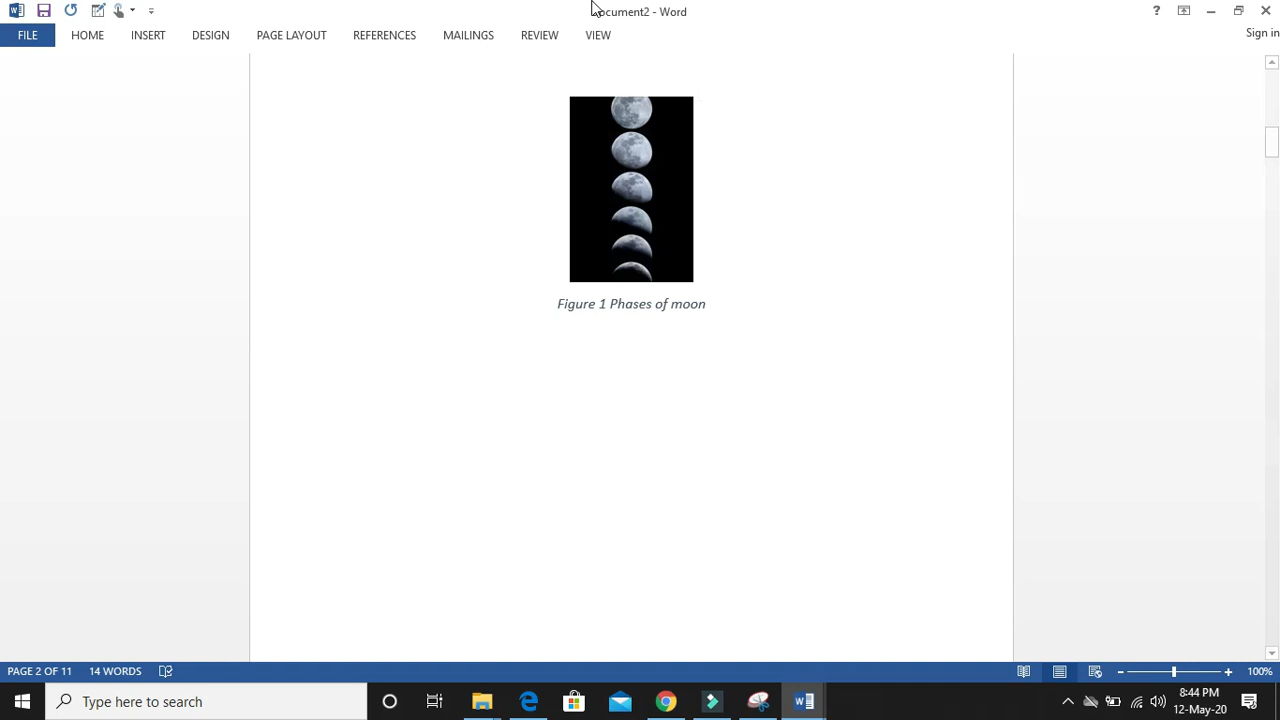 ocument2 - Word
?
FILE HOME INSERT DESIGN PAGE LAYOUT REFERENCES MAILINGS REVIEW VIEW Sign in
Figure 1 Phases of moon
PAGE 2 OF 11 14 WORDS 100%
Type here to search
8:44 PM
12-May-20